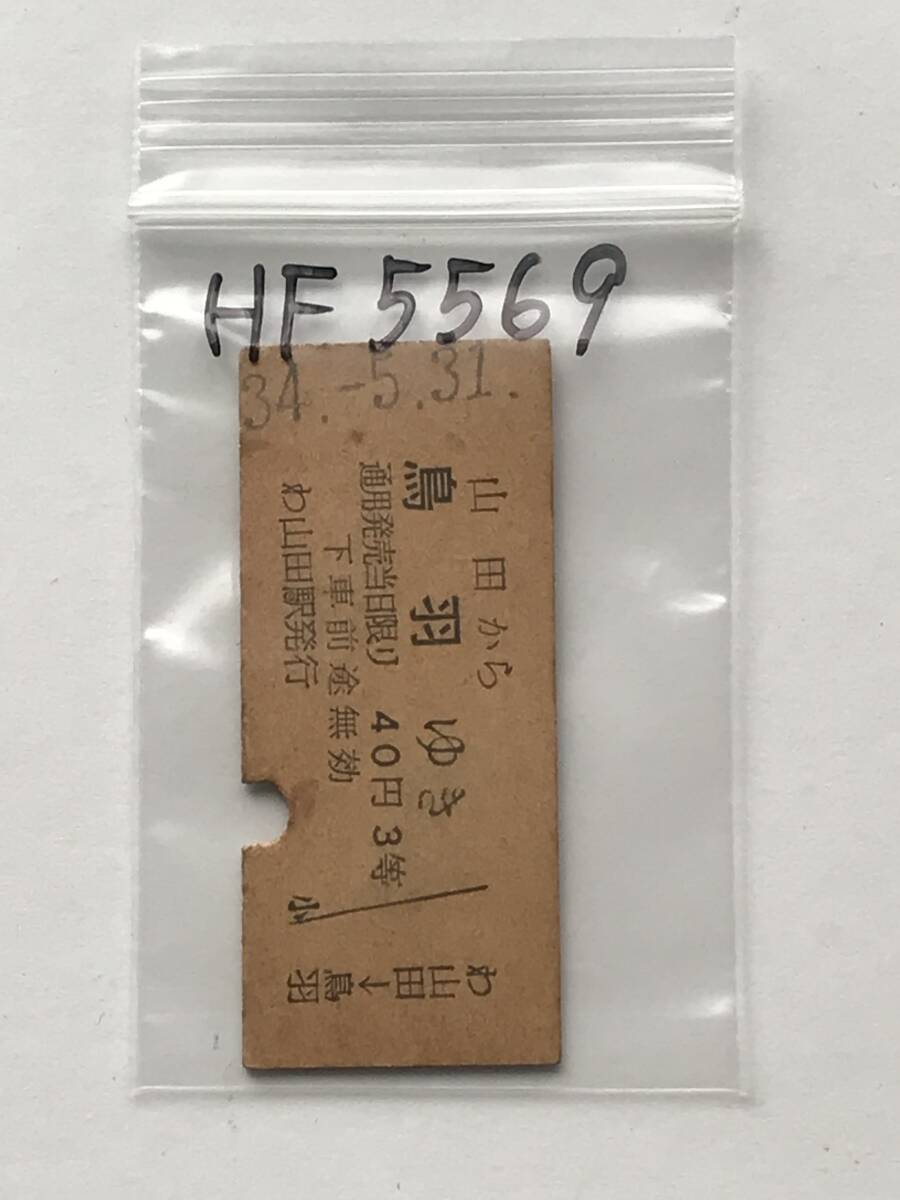 HF 5569
34.-5.31.
山田から
鳥羽ゆき
通用発売当日限り 40円 3等
下車前途無効
わ山田駅発行
小
わ
山田→鳥羽